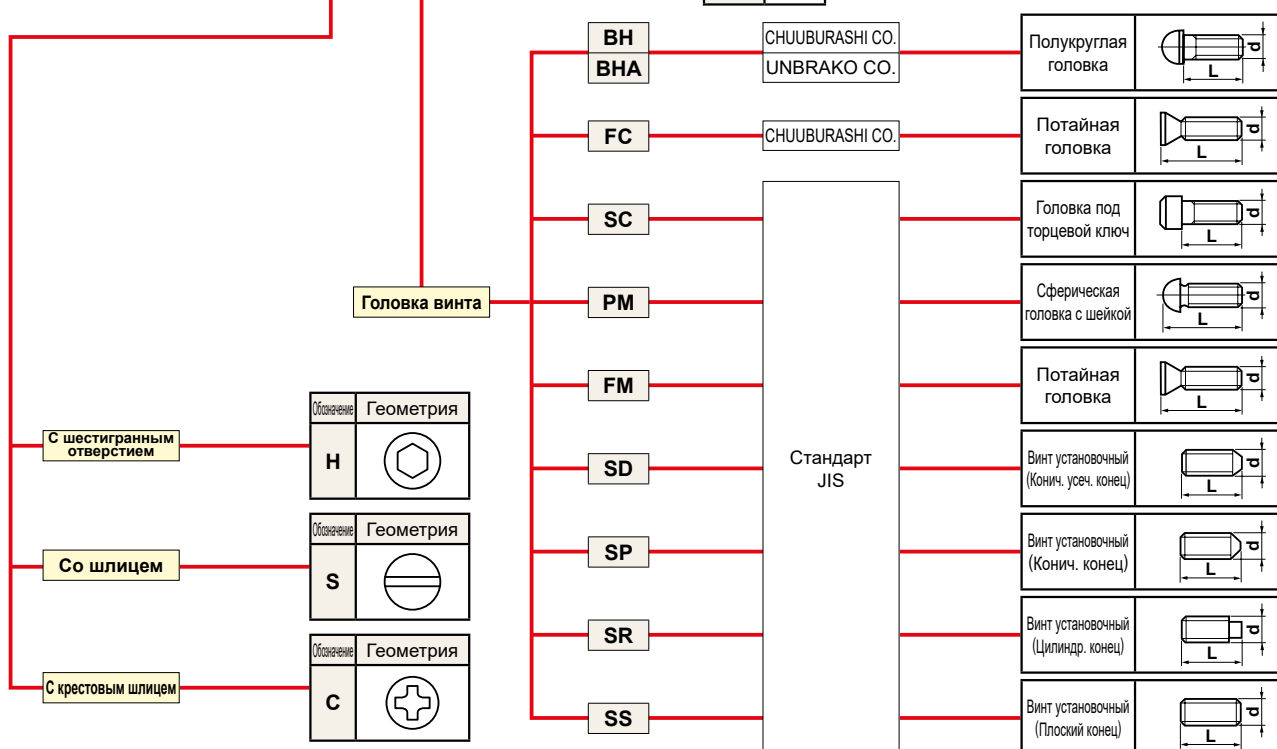 BH
BHA
CHUUBURASHI CO.
UNBRAKO CO.
Полукруглая
головка
d
L
FC
CHUUBURASHI CO.
Потайная
головка
d
L
SC
Головка под
торцевой ключ
d
L
Головка винта
PM
Сферическая
головка с шейкой
d
L
FM
Потайная
головка
d
L
Стандарт
JIS
SD
Винт установочный
(Конич. усеч. конец)
d
L
SP
Винт установочный
(Конич. конец)
d
L
SR
Винт установочный
(Цилиндр. конец)
d
L
SS
Винт установочный
(Плоский конец)
d
L
С шестигранным
отверстием
Обозначение Геометрия
H
Со шлицем
Обозначение Геометрия
S
С крестовым шлицем
Обозначение Геометрия
C